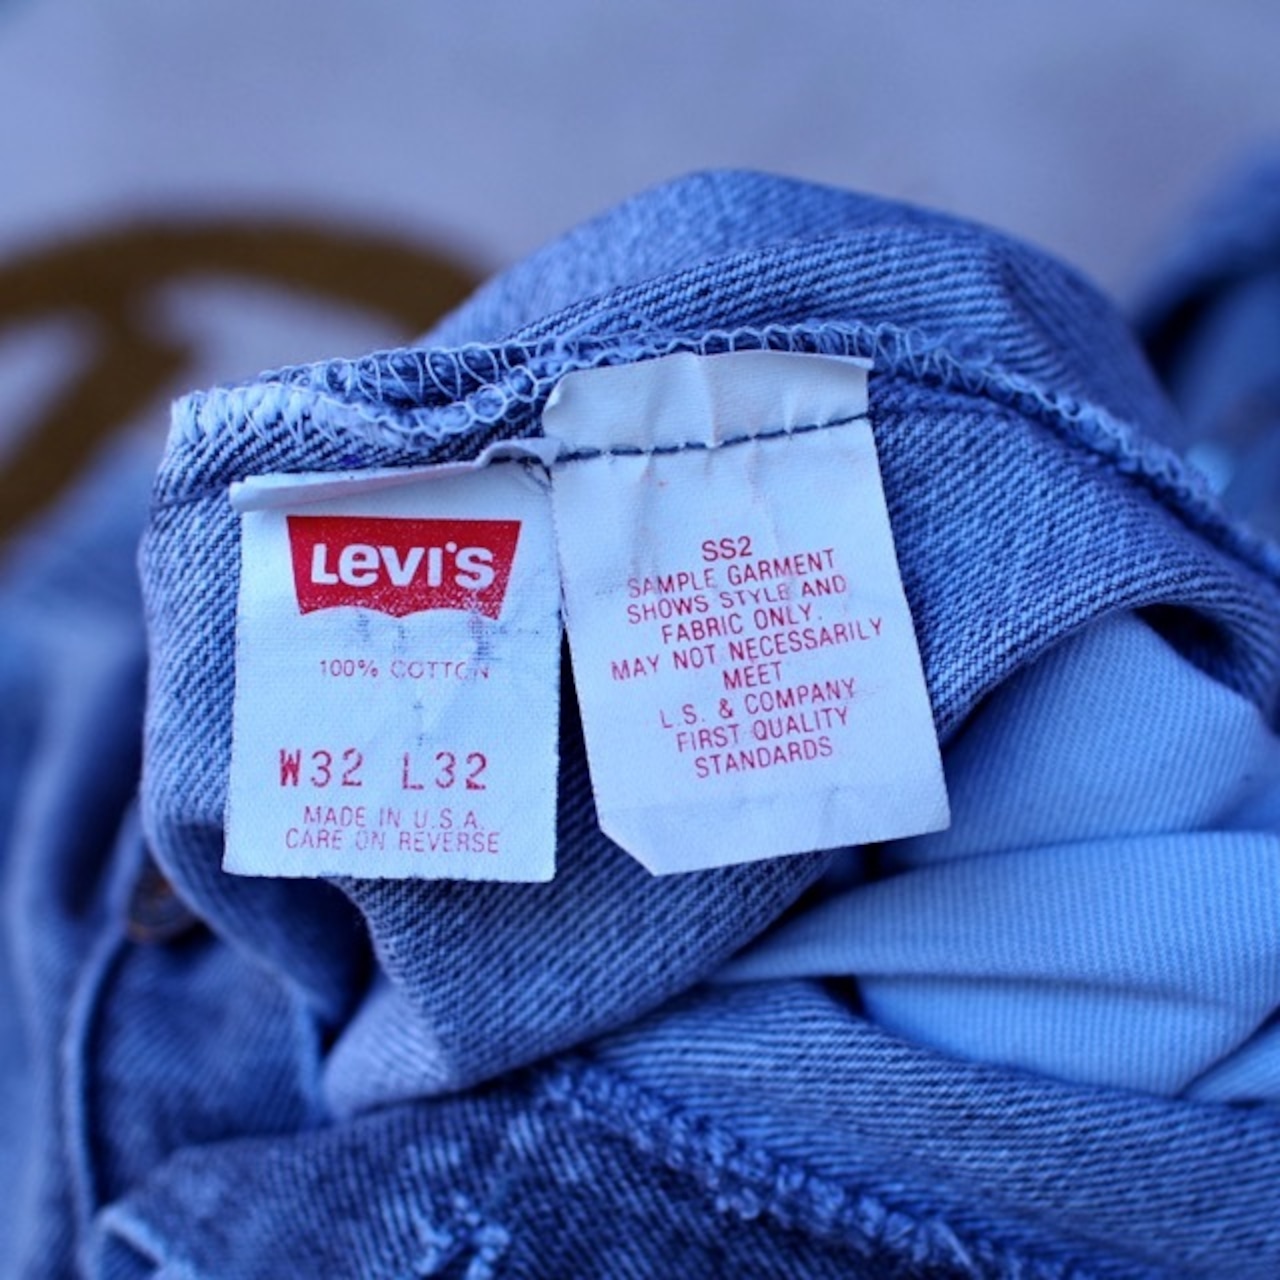 Levi's
100% COTTON
W32 L32
MADE IN U.S.A.
CARE ON REVERSE
SS2
SAMPLE GARMENT
SHOWS STYLE AND
FABRIC ONLY.
MAY NOT NECESSARILY
MEET
L.S. & COMPANY
FIRST QUALITY
STANDARDS